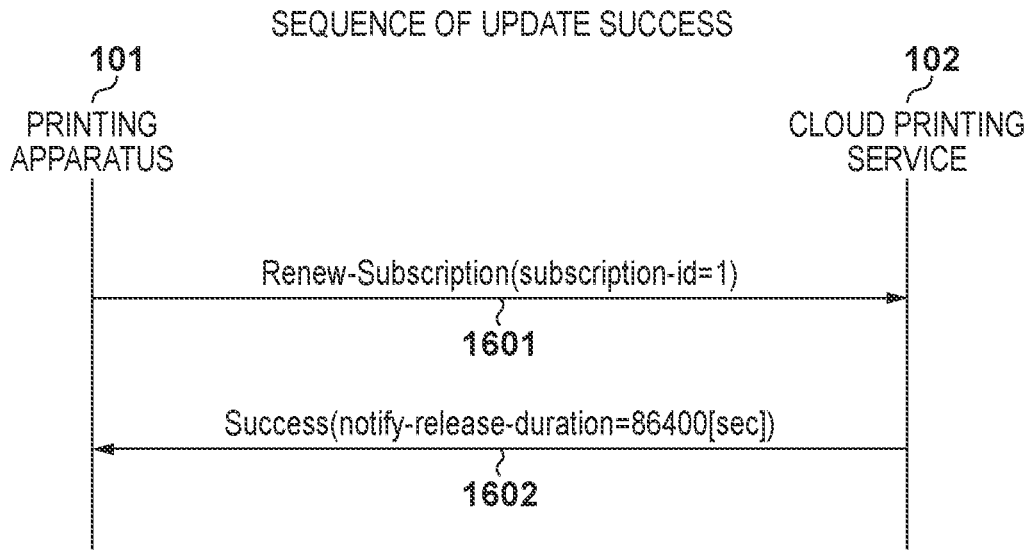 SEQUENCE OF UPDATE SUCCESS
101
102
PRINTING
APPARATUS
CLOUD PRINTING
SERVICE
Renew-Subscription(subscription-id=1)
1601
Success(notify-release-duration=86400[sec])
1602